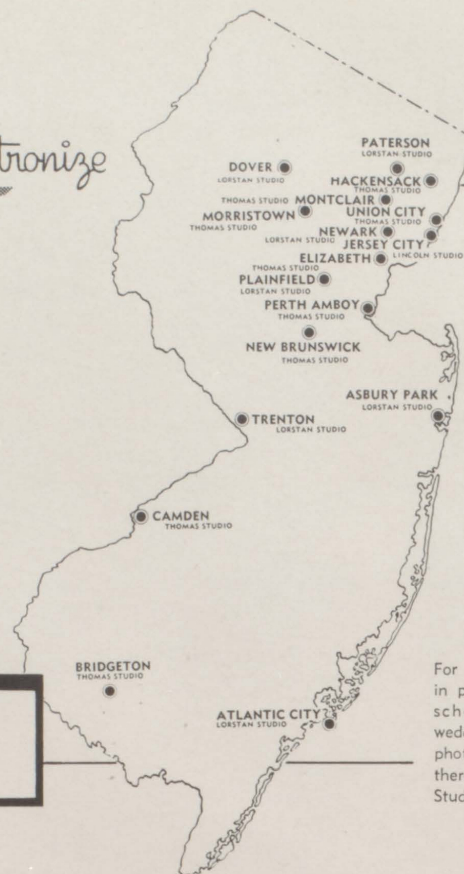 tronize
PATERSON
LORSTAN STUDIO
DOVER
LORSTAN STUDIO
HACKENSACK
THOMAS STUDIO
THOMAS STUDIO MONTCLAIR
MORRISTOWN
THOMAS STUDIO
UNION CITY
THOMAS STUDIO
NEWARK
LORSTAN STUDIO
JERSEY CITY
LINCOLN STUDIO
ELIZABETH
THOMAS STUDIO
PLAINFIELD
LORSTAN STUDIO
PERTH AMBOY
THOMAS STUDIO
NEW BRUNSWICK
THOMAS STUDIO
ASBURY PARK
LORSTAN STUDIO
TRENTON
LORSTAN STUDIO
CAMDEN
THOMAS STUDIO
BRIDGETON
THOMAS STUDIO
ATLANTIC CITY
LORSTAN STUDIO
For
in p
sch
wed
pho
ther
Stud